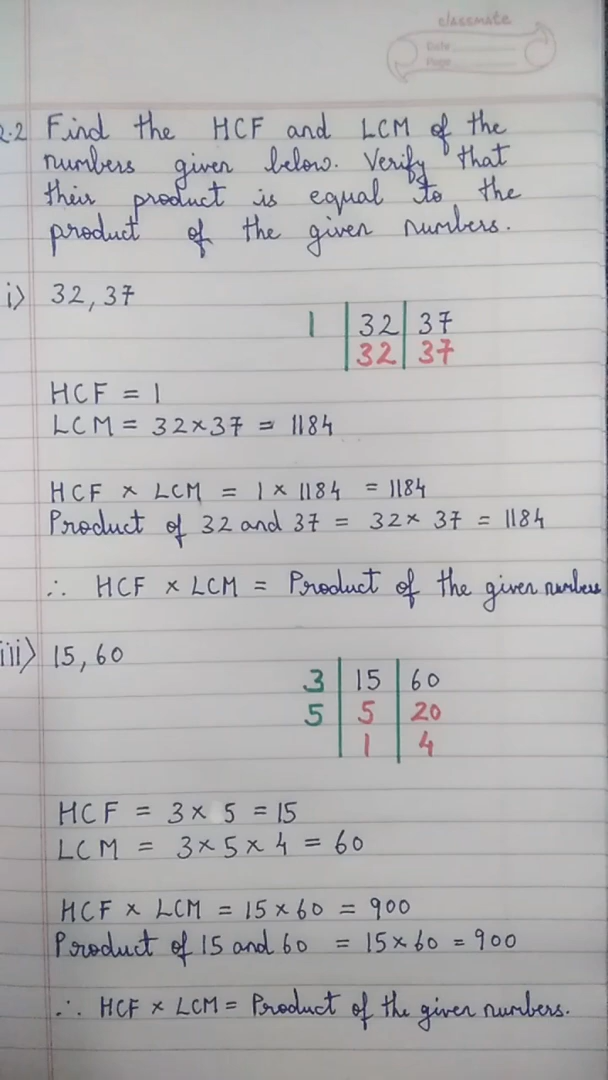 classmate
Date
Page
Q.2 Find the HCF and LCM of the
numbers given below. Verify that
their product is equal to the
product of the given numbers.
i) 32, 37
1 32 37
32 37
HCF = 1
LCM = 32×37 = 1184
HCF × LCM = 1 × 1184 = 1184
Product of 32 and 37 = 32× 37 = 1184
∴ HCF × LCM = Product of the given numbers
iii) 15, 60
3 15 60
5 5 20
1 4
HCF = 3 × 5 = 15
LCM = 3×5×4 = 60
HCF × LCM = 15×60 = 900
Product of 15 and 60 = 15×60 = 900
∴ HCF × LCM = Product of the given numbers.